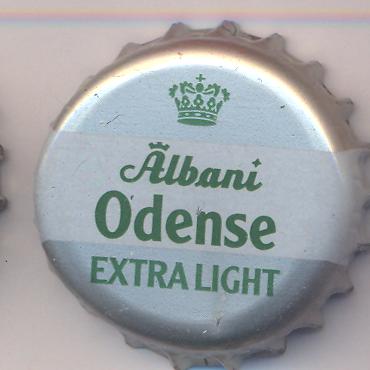 Albani
Odense
EXTRA LIGHT